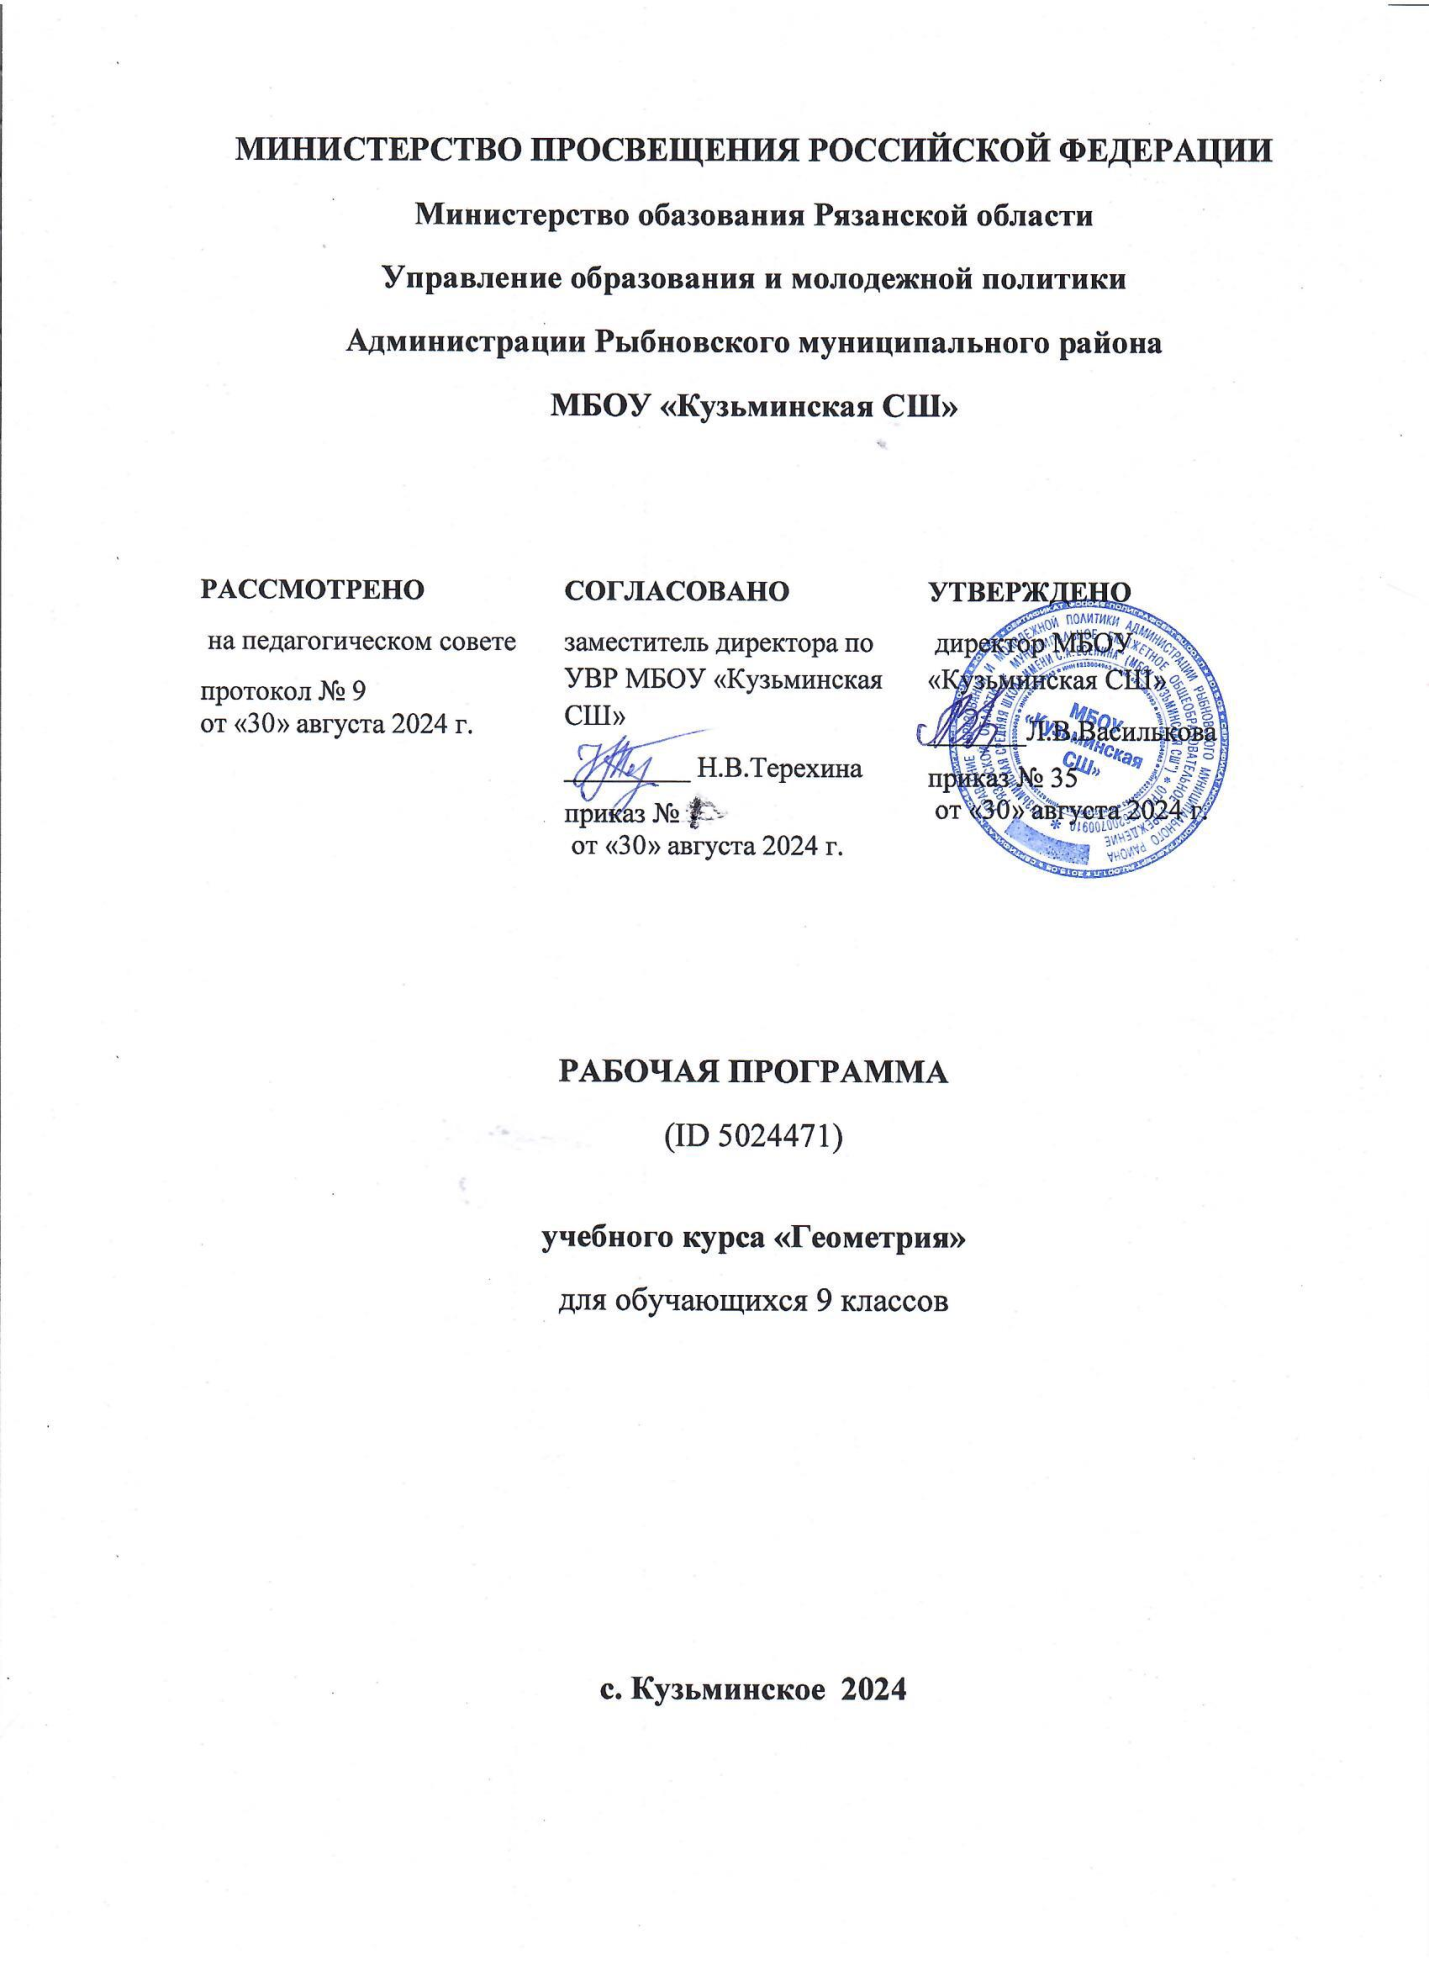 МИНИСТЕРСТВО ПРОСВЕЩЕНИЯ РОССИЙСКОЙ ФЕДЕРАЦИИ
Министерство обазования Рязанской области
Управление образования и молодежной политики
Администрации Рыбновского муниципального района
МБОУ «Кузьминская СШ»
РАССМОТРЕНО
на педагогическом совете
протокол № 9
от «30» августа 2024 г.
СОГЛАСОВАНО
заместитель директора по
УВР МБОУ «Кузьминская
СШ»
Н.В.Терехина
приказ №
от «30» августа 2024 г.
УТВЕРЖДЕНО
директор МБОУ
«Кузьминская СШ»
Л.В.Василькова
приказ № 35
от «30» августа 2024 г.
МБОУ
«Кузьминская
СШ»
РАБОЧАЯ ПРОГРАММА
(ID 5024471)
учебного курса «Геометрия»
для обучающихся 9 классов
с. Кузьминское 2024